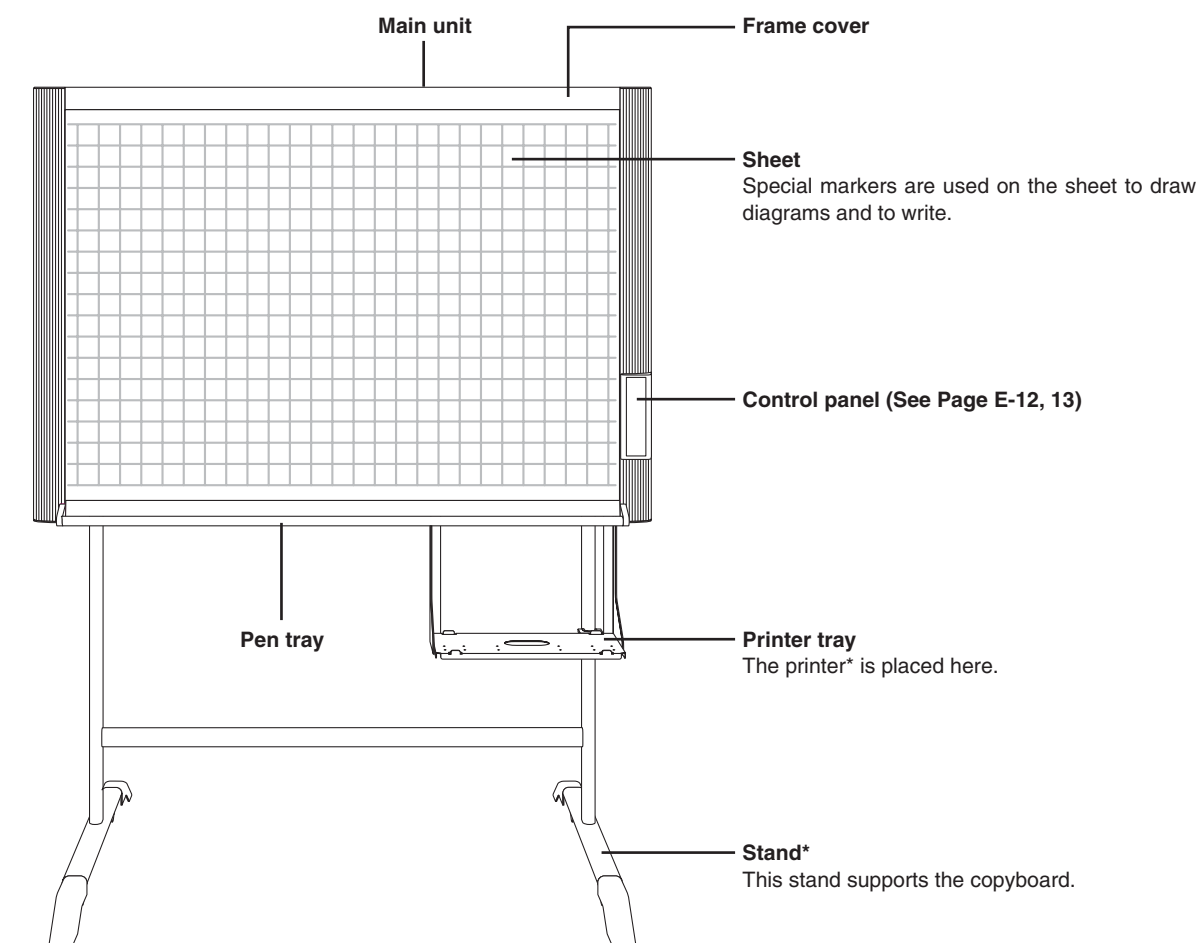 Main unit
Frame cover
Sheet
Special markers are used on the sheet to draw
diagrams and to write.
Control panel (See Page E-12, 13)
Pen tray
Printer tray
The printer* is placed here.
Stand*
This stand supports the copyboard.